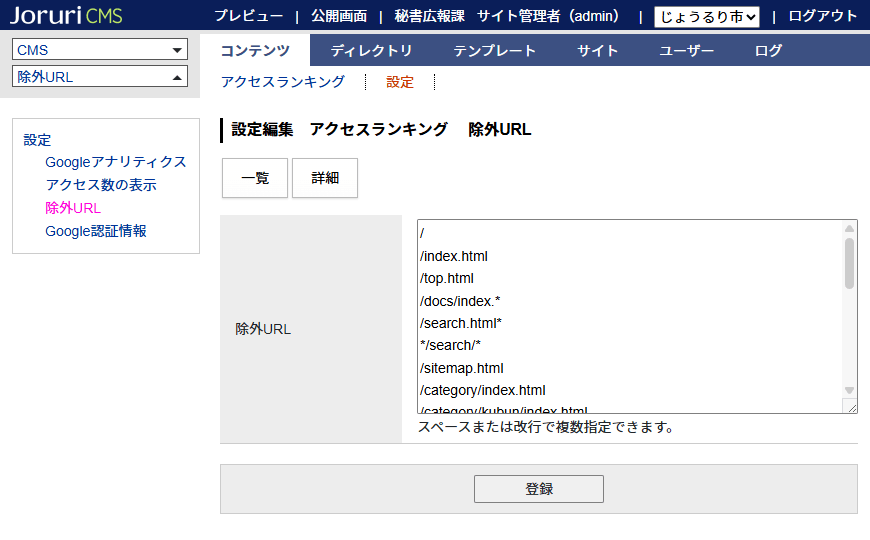 Joruri CMS プレビュー | 公開画面 | 秘書広報課 サイト管理者（admin） | じょうるり市 | ログアウト
CMS
除外URL
コンテンツ ディレクトリ テンプレート サイト ユーザー ログ
アクセスランキング 設定
設定
Googleアナリティクス
アクセス数の表示
除外URL
Google認証情報
設定編集 アクセスランキング 除外URL
一覧 詳細
除外URL
/
/index.html
/top.html
/docs/index.*
/search.html*
*/search/*
/sitemap.html
/category/index.html
/category/kubun/index.html
スペースまたは改行で複数指定できます。
登録